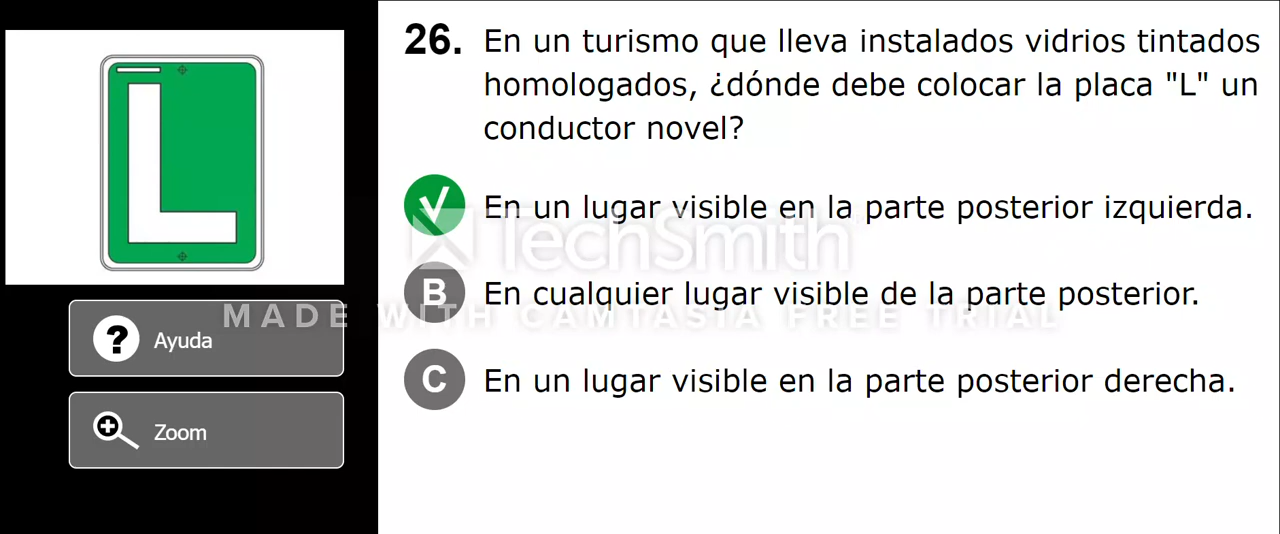 26. En un turismo que lleva instalados vidrios tintados
homologados, ¿dónde debe colocar la placa "L" un
conductor novel?
L
En un lugar visible en la parte posterior izquierda.
TechSmith
B En cualquier lugar visible de la parte posterior.
MADE WITH CAMTASIA FREE TRIAL
? Ayuda
C En un lugar visible en la parte posterior derecha.
Zoom